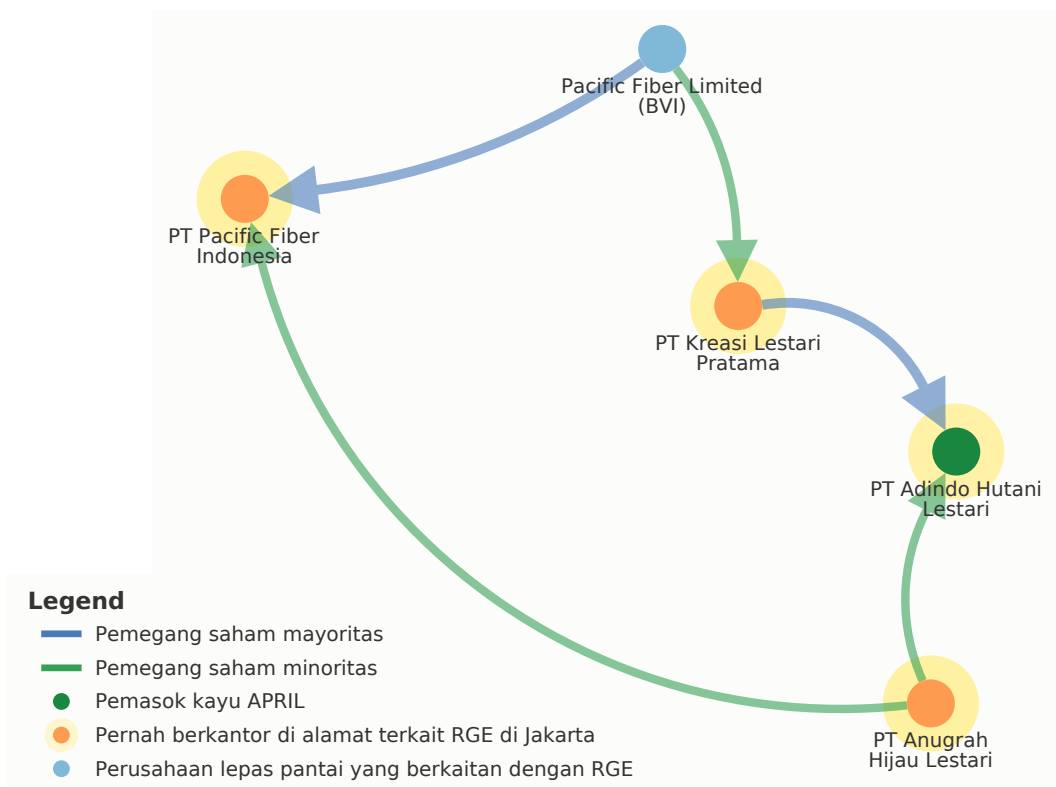 Pacific Fiber Limited
(BVI)
PT Pacific Fiber
Indonesia
PT Kreasi Lestari
Pratama
PT Adindo Hutani
Lestari
PT Anugrah
Hijau Lestari
Legend
Pemegang saham mayoritas
Pemegang saham minoritas
Pemasok kayu APRIL
Pernah berkantor di alamat terkait RGE di Jakarta
Perusahaan lepas pantai yang berkaitan dengan RGE